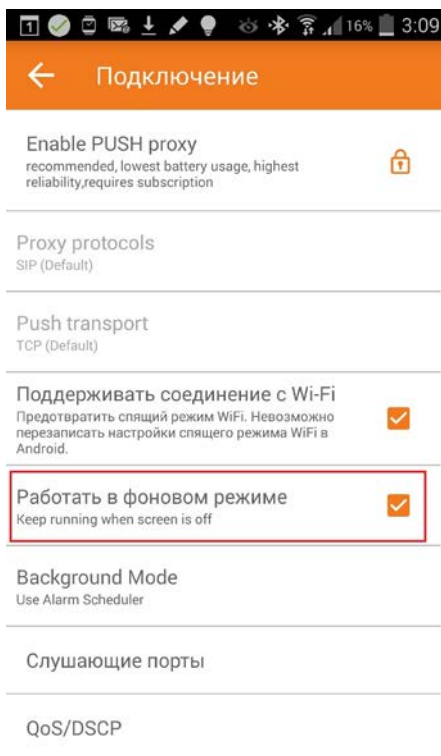 1 16% 3:09
Подключение
Enable PUSH proxy
recommended, lowest battery usage, highest
reliability,requires subscription
Proxy protocols
SIP (Default)
Push transport
TCP (Default)
Поддерживать соединение с Wi-Fi
Предотвратить спящий режим WiFi. Невозможно
перезаписать настройки спящего режима WiFi в
Android.
Работать в фоновом режиме
Keep running when screen is off
Background Mode
Use Alarm Scheduler
Слушающие порты
QoS/DSCP